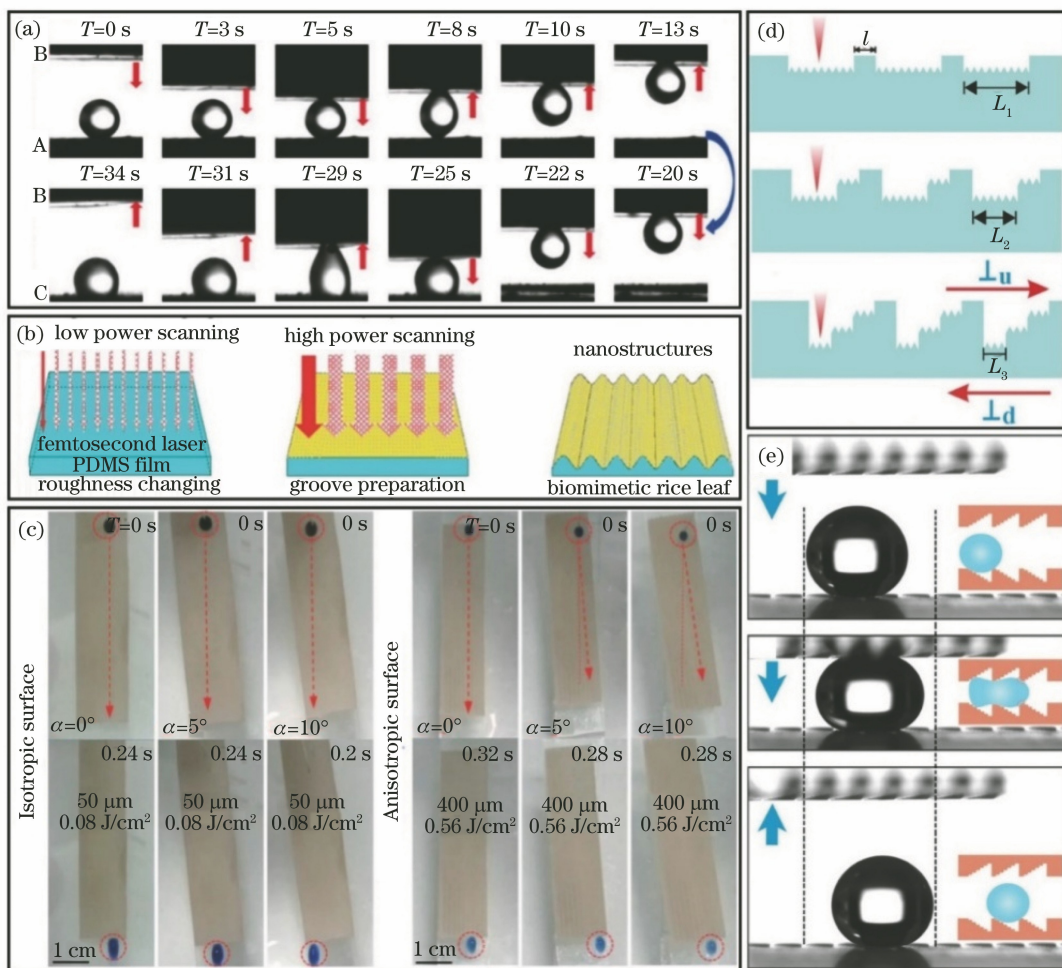 (a)
T=0 s T=3 s T=5 s T=8 s T=10 s T=13 s
B
A
T=34 s T=31 s T=29 s T=25 s T=22 s T=20 s
B
C
(b)
low power scanning
high power scanning
nanostructures
femtosecond laser
PDMS film
roughness changing
groove preparation
biomimetic rice leaf
(c)
Isotropic surface
T=0 s 0 s 0 s
α=0° α=5° α=10°
0.24 s 0.24 s 0.2 s
50 μm 50 μm 50 μm
0.08 J/cm² 0.08 J/cm² 0.08 J/cm²
1 cm
Anisotropic surface
T=0 s 0 s 0 s
α=0° α=5° α=10°
0.32 s 0.28 s 0.28 s
400 μm 400 μm 400 μm
0.56 J/cm² 0.56 J/cm² 0.56 J/cm²
1 cm
(d)
l
L₁
L₂
⊥u
L₃
⊥d
(e)